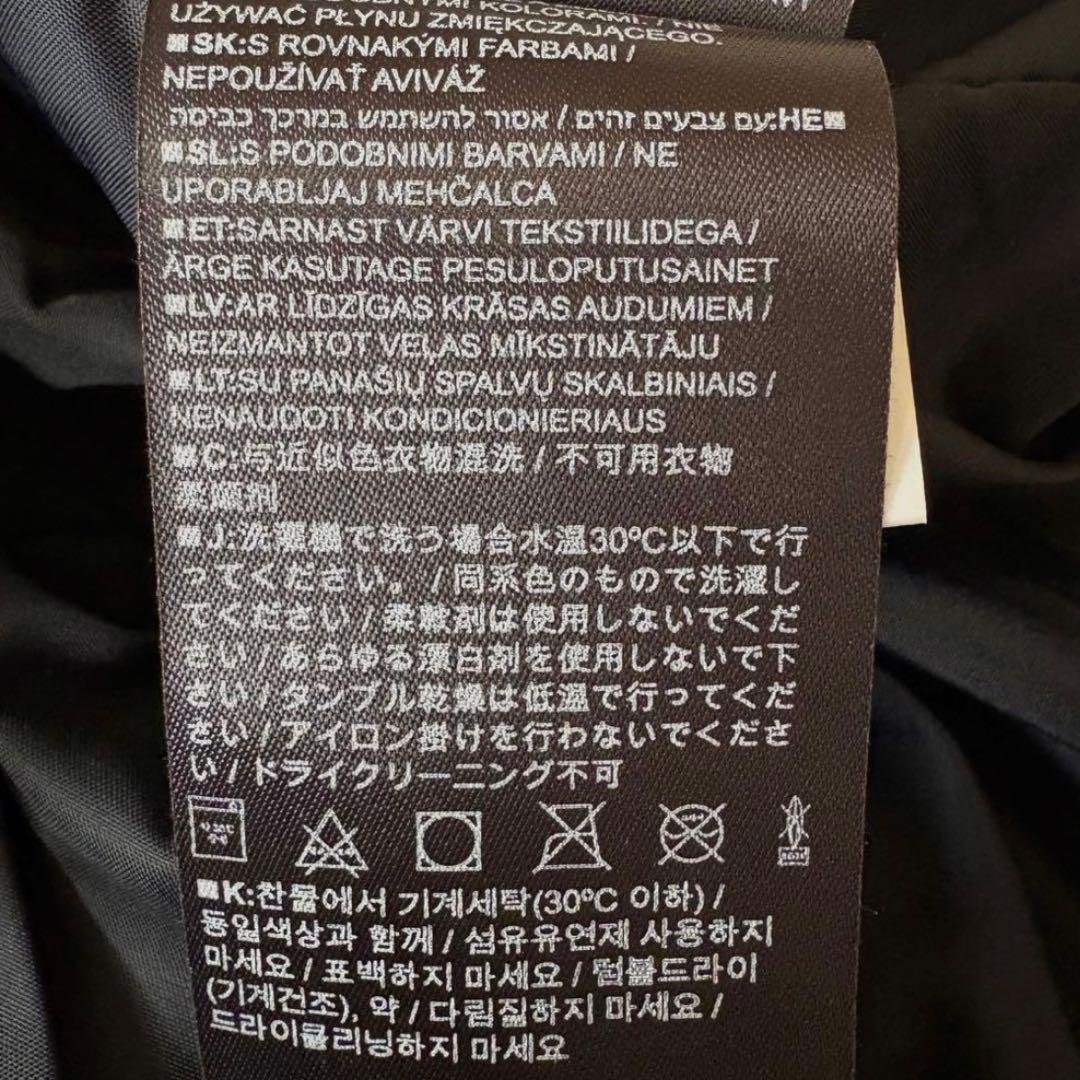 PODOBNYMI KOLORAMI. / NIE
UŻYWAĆ PŁYNU ZMIĘKCZAJĄCEGO.
■SK:S ROVNAKÝMI FARBAMI /
NEPOUŽÍVAŤ AVIVÁŽ
■HE:עם צבעים זהים / אסור להשתמש במרכך כביסה
■SL:S PODOBNIMI BARVAMI / NE
UPORABLJAJ MEHČALCA
■ET:SARNAST VÄRVI TEKSTIILIDEGA /
ÄRGE KASUTAGE PESULOPUTUSAINET
■LV:AR LĪDZĪGAS KRĀSAS AUDUMIEM /
NEIZMANTOT VEĻAS MĪKSTINĀTĀJU
■LT:SU PANAŠIŲ SPALVŲ SKALBINIAIS /
NENAUDOTI KONDICIONIERIAUS
■C:与近似色衣物混洗 / 不可用衣物
柔顺剂
■J:洗濯機で洗う場合水温30℃以下で行
ってください。 / 同系色のもので洗濯し
てください / 柔軟剤は使用しないでくだ
さい / あらゆる漂白剤を使用しないで下
さい / タンブル乾燥は低温で行ってくだ
さい / アイロン掛けを行わないでくださ
い / ドライクリーニング不可
■K:찬물에서 기계세탁(30℃ 이하) /
동일색상과 함께 / 섬유유연제 사용하지
마세요 / 표백하지 마세요 / 텀블드라이
(기계건조), 약 / 다림질하지 마세요 /
드라이클리닝하지 마세요